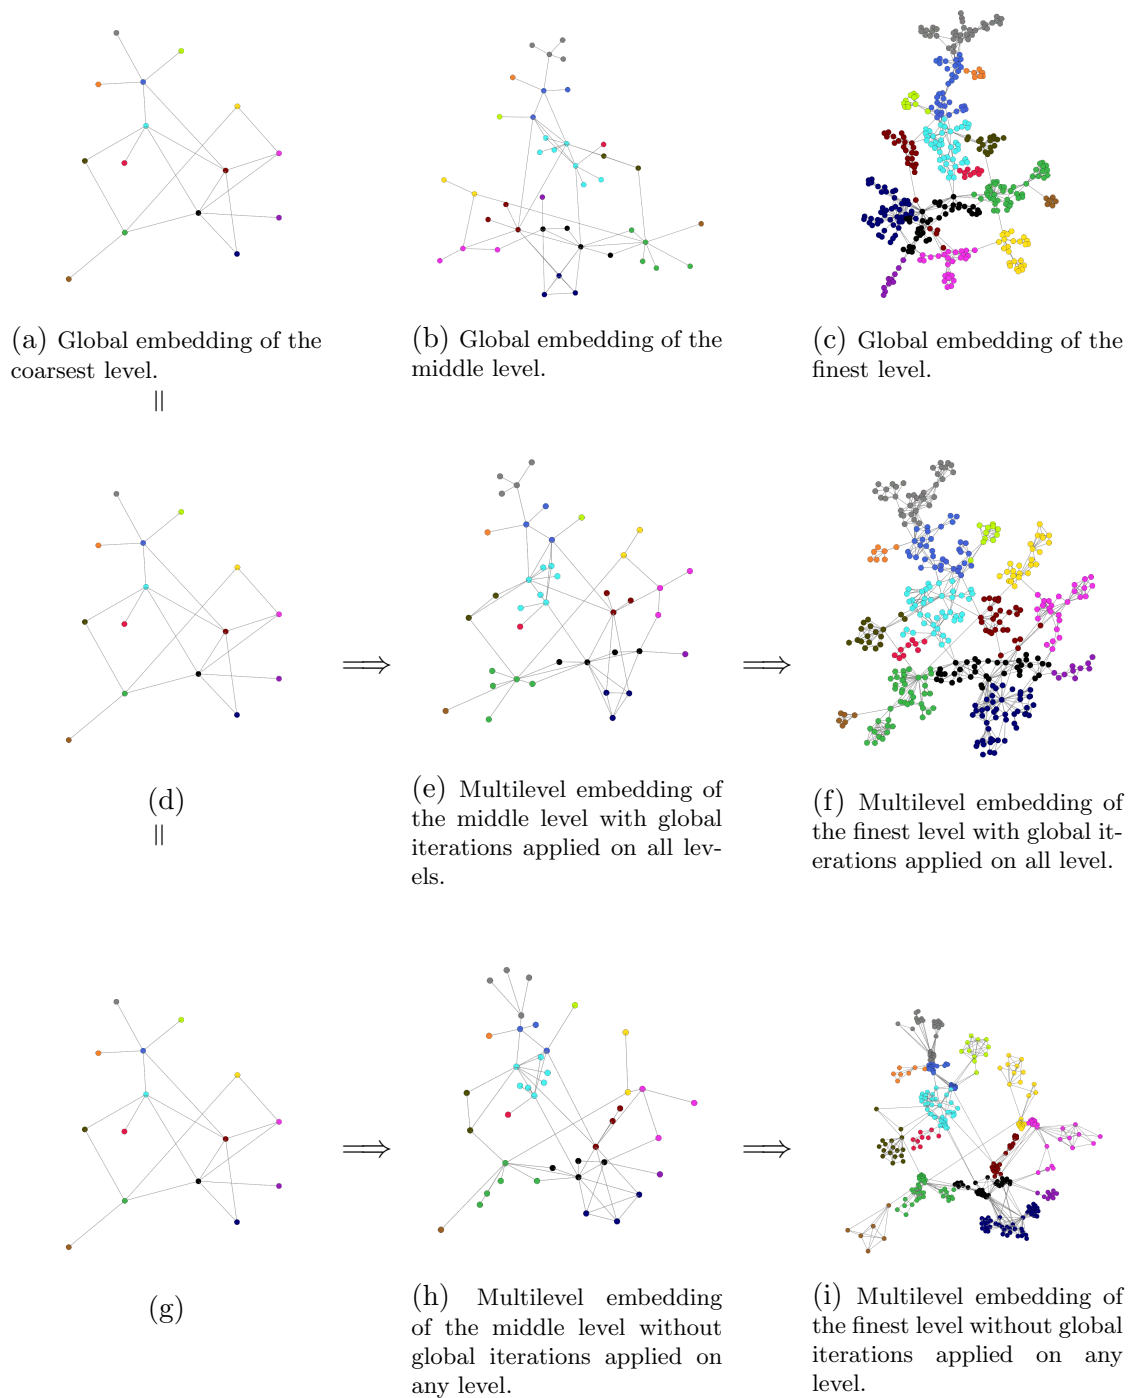 (a) Global embedding of the
coarsest level.
(b) Global embedding of the
middle level.
(c) Global embedding of the
finest level.
=
(d)
=
⟹
(e) Multilevel embedding of
the middle level with global
iterations applied on all lev-
els.
⟹
(f) Multilevel embedding of
the finest level with global it-
erations applied on all level.
(g)
⟹
(h) Multilevel embedding
of the middle level without
global iterations applied on
any level.
⟹
(i) Multilevel embedding of
the finest level without global
iterations applied on any
level.